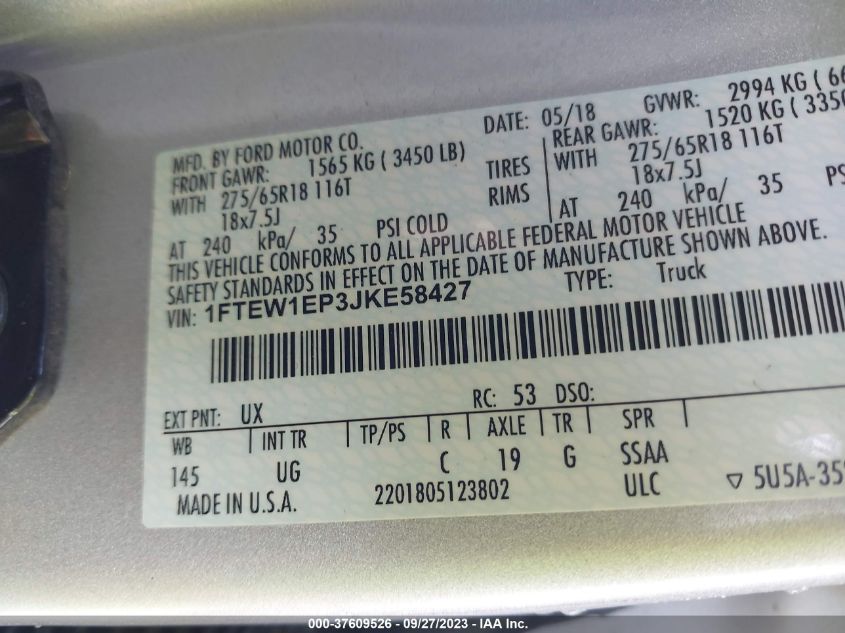 MFD. BY FORD MOTOR CO. DATE: 05/18 GVWR: 2994 KG (
FRONT GAWR: 1565 KG ( 3450 LB) REAR GAWR: 1520 KG ( 3350
WITH 275/65R18 116T TIRES WITH 275/65R18 116T
18x7.5J RIMS 18x7.5J
AT 240 kPa/ 35 PSI COLD AT 240 kPa/ 35
THIS VEHICLE CONFORMS TO ALL APPLICABLE FEDERAL MOTOR VEHICLE
SAFETY STANDARDS IN EFFECT ON THE DATE OF MANUFACTURE SHOWN ABOVE.
VIN: 1FTEW1EP3JKE58427 TYPE: Truck
EXT PNT: UX RC: 53 DSO:
WB INT TR TP/PS R AXLE TR SPR
145 UG C 19 G SSAA
MADE IN U.S.A. 2201805123802 ULC ▽ 5U5A-35
000-37609526 - 09/27/2023 - IAA Inc.